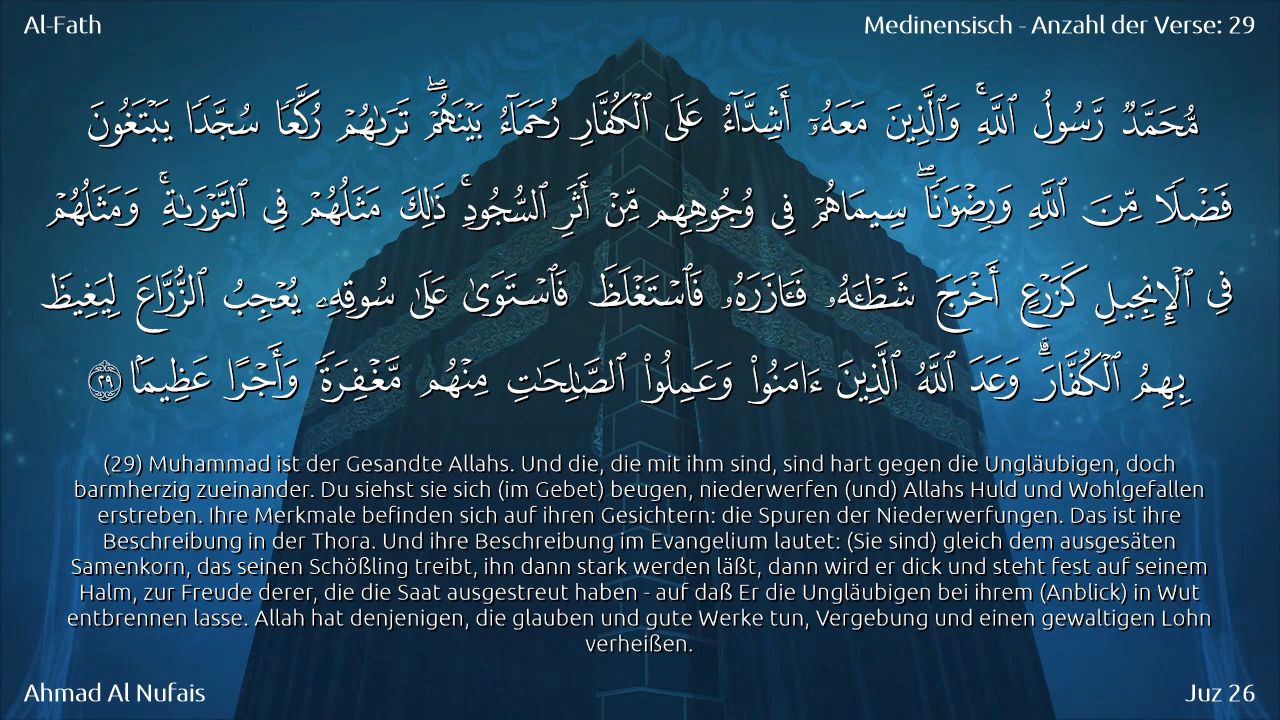 Al-Fath
Medinensisch - Anzahl der Verse: 29
مُّحَمَّدٌ رَّسُولُ ٱللَّهِ ۚ وَٱلَّذِينَ مَعَهُۥٓ أَشِدَّآءُ عَلَى ٱلْكُفَّارِ رُحَمَآءُ بَيْنَهُمْ ۖ تَرَىٰهُمْ رُكَّعًا سُجَّدًا يَبْتَغُونَ
فَضْلًا مِّنَ ٱللَّهِ وَرِضْوَٰنًا ۖ سِيمَاهُمْ فِى وُجُوهِهِم مِّنْ أَثَرِ ٱلسُّجُودِ ۚ ذَٰلِكَ مَثَلُهُمْ فِى ٱلتَّوْرَىٰةِ ۚ وَمَثَلُهُمْ
فِى ٱلْإِنجِيلِ كَزَرْعٍ أَخْرَجَ شَطْـَٔهُۥ فَـَٔازَرَهُۥ فَٱسْتَغْلَظَ فَٱسْتَوَىٰ عَلَىٰ سُوقِهِۦ يُعْجِبُ ٱلزُّرَّاعَ لِيَغِيظَ
بِهِمُ ٱلْكُفَّارَ ۗ وَعَدَ ٱللَّهُ ٱلَّذِينَ ءَامَنُوا۟ وَعَمِلُوا۟ ٱلصَّـٰلِحَـٰتِ مِنْهُم مَّغْفِرَةً وَأَجْرًا عَظِيمًۢا ٢٩
(29) Muhammad ist der Gesandte Allahs. Und die, die mit ihm sind, sind hart gegen die Ungläubigen, doch
barmherzig zueinander. Du siehst sie sich (im Gebet) beugen, niederwerfen (und) Allahs Huld und Wohlgefallen
erstreben. Ihre Merkmale befinden sich auf ihren Gesichtern: die Spuren der Niederwerfungen. Das ist ihre
Beschreibung in der Thora. Und ihre Beschreibung im Evangelium lautet: (Sie sind) gleich dem ausgesäten
Samenkorn, das seinen Schößling treibt, ihn dann stark werden läßt, dann wird er dick und steht fest auf seinem
Halm, zur Freude derer, die die Saat ausgestreut haben - auf daß Er die Ungläubigen bei ihrem (Anblick) in Wut
entbrennen lasse. Allah hat denjenigen, die glauben und gute Werke tun, Vergebung und einen gewaltigen Lohn
verheißen.
Ahmad Al Nufais
Juz 26